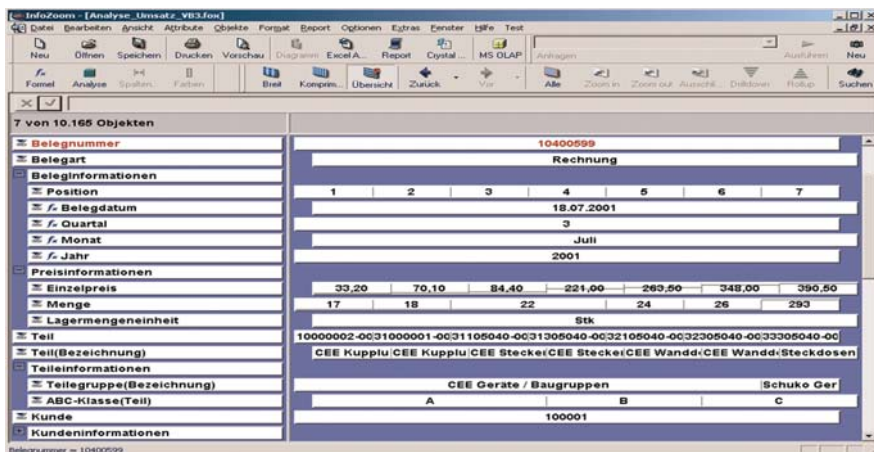 InfoZoom - [Analyse_Umsatz_VB3.fox]
Datei Bearbeiten Ansicht Attribute Objekte Format Report Optionen Extras Fenster Hilfe Test
Neu Öffnen Speichern Drucken Vorschau Diagramm Excel A... Report Crystal ... MS OLAP Anfragen Ausführen Neu
Formel Analyse Spalten... Farben Breit Komprim... Übersicht Zurück Vor Alle Zoom in Zoom out Ausschl... Drilldown Rollup Suchen
7 von 10.165 Objekten
Belegnummer 10400599
Belegart Rechnung
BelegInformationen
Position 1 2 3 4 5 6 7
fx Belegdatum 18.07.2001
fx Quartal 3
fx Monat Juli
fx Jahr 2001
Preisinformationen
Einzelpreis 33,20 70,10 84,40 221,00 263,50 348,00 390,50
Menge 17 18 22 24 26 293
Lagermengeneinheit Stk
Teil 10000002-00 31000001-00 31105040-00 31305040-00 32105040-00 32305040-00 33305040-00
Teil(Bezeichnung) CEE Kupplu CEE Kupplu CEE Stecke CEE Stecke CEE Wandd CEE Wandd Steckdosen
Teileinformationen
Teilegruppe(Bezeichnung) CEE Geräte / Baugruppen Schuko Ger
ABC-Klasse(Teil) A B C
Kunde 100001
Kundeninformationen
Belegnummer = 10400599